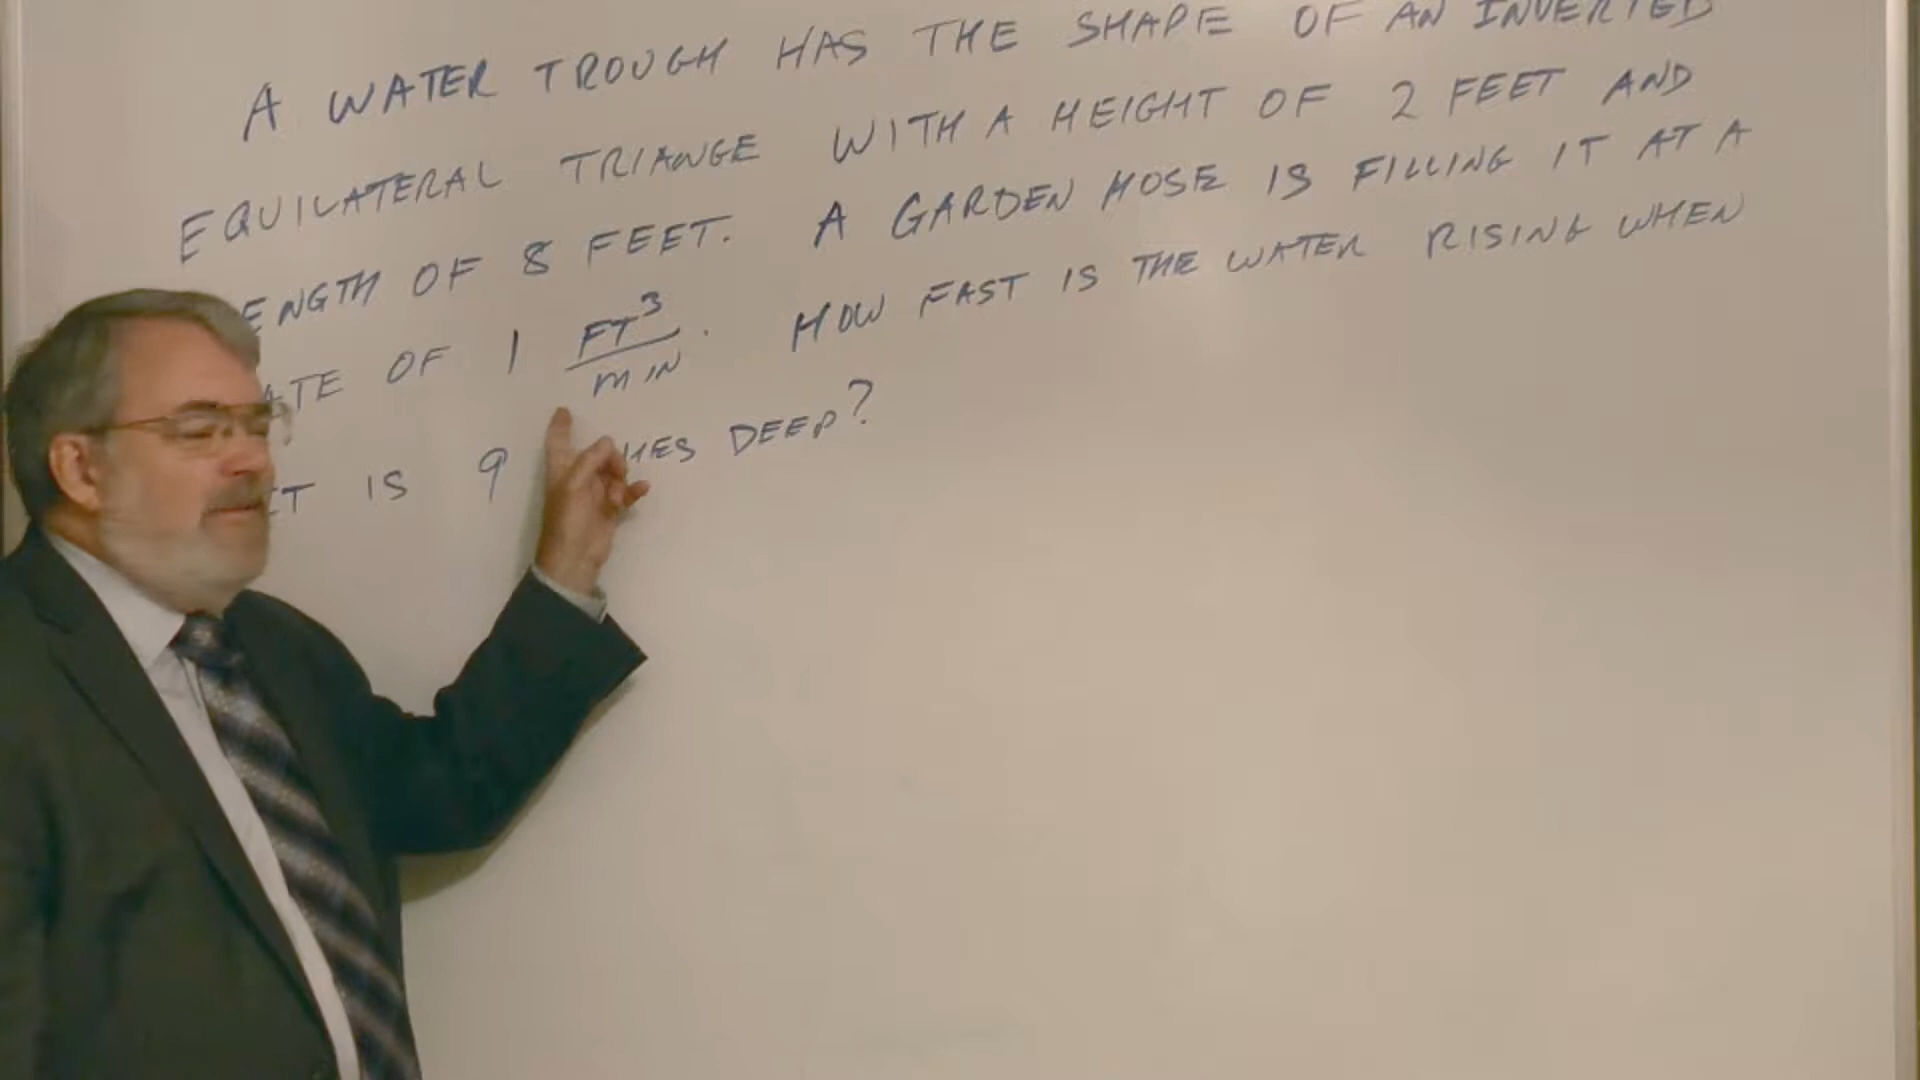 A WATER TROUGH HAS THE SHAPE OF AN INVERTED
EQUILATERAL TRIANGE WITH A HEIGHT OF 2 FEET AND
ENGTH OF 8 FEET. A GARDEN HOSE IS FILLING IT AT A
ATE OF 1 FT³/MIN. HOW FAST IS THE WATER RISING WHEN
IT IS 9 HES DEEP?